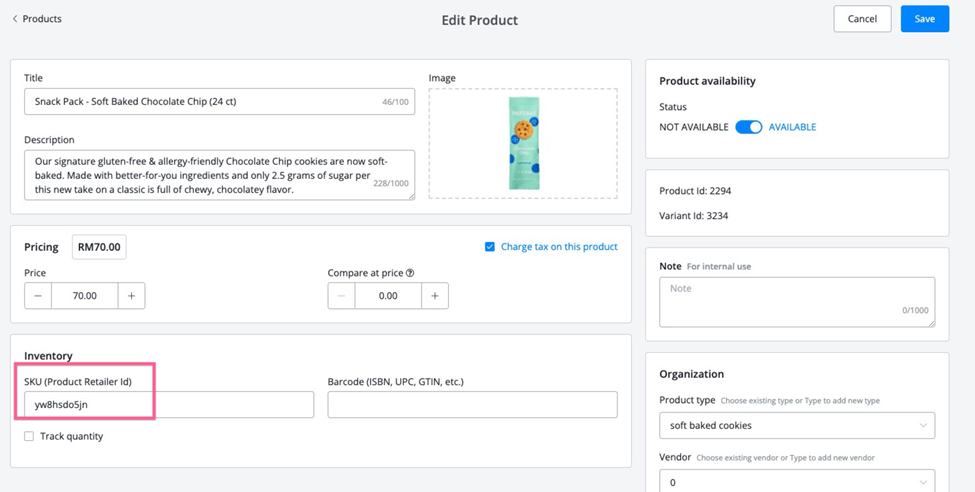 Products
Edit Product
Cancel
Save
Title
Snack Pack - Soft Baked Chocolate Chip (24 ct)
46/100
Description
Our signature gluten-free & allergy-friendly Chocolate Chip cookies are now soft-
baked. Made with better-for-you ingredients and only 2.5 grams of sugar per
this new take on a classic is full of chewy, chocolatey flavor.
228/1000
Image
Pricing
RM70.00
Charge tax on this product
Price
70.00
Compare at price
0.00
Inventory
SKU (Product Retailer Id)
yw8hsdo5jn
Barcode (ISBN, UPC, GTIN, etc.)
Track quantity
Product availability
Status
NOT AVAILABLE
AVAILABLE
Product Id: 2294
Variant Id: 3234
Note For internal use
Note
0/1000
Organization
Product type Choose existing type or Type to add new type
soft baked cookies
Vendor Choose existing vendor or Type to add new vendor
0